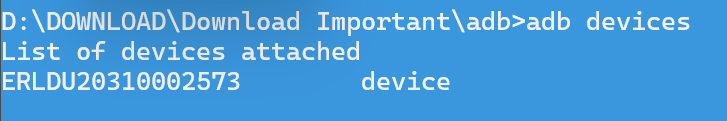 D:\DOWNLOAD\Download Important\adb>adb devices
List of devices attached
ERLDU20310002573        device